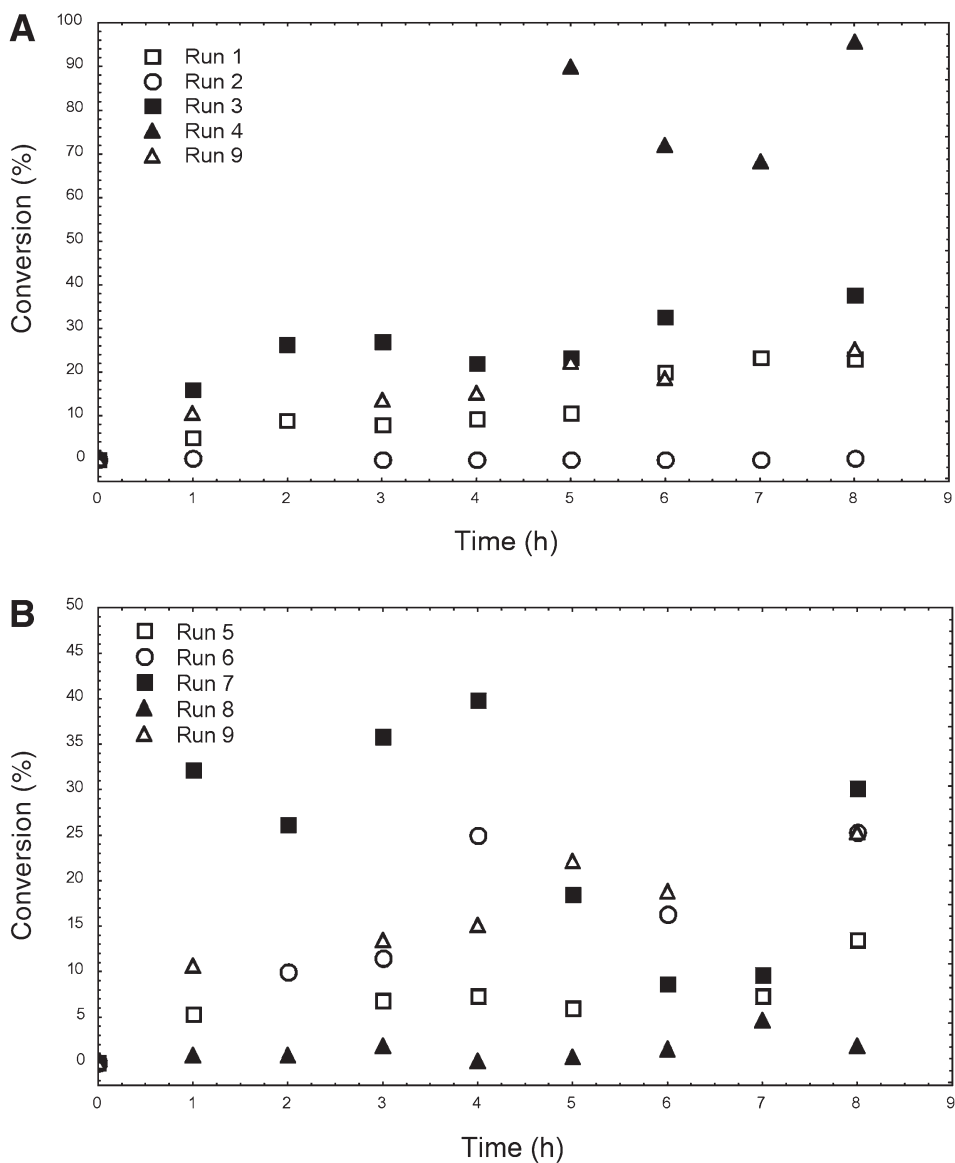 A
100
90
80
70
60
50
40
30
20
10
0
Conversion (%)
Run 1
Run 2
Run 3
Run 4
Run 9
0 1 2 3 4 5 6 7 8 9
Time (h)
B
50
45
40
35
30
25
20
15
10
5
0
Conversion (%)
Run 5
Run 6
Run 7
Run 8
Run 9
0 1 2 3 4 5 6 7 8 9
Time (h)